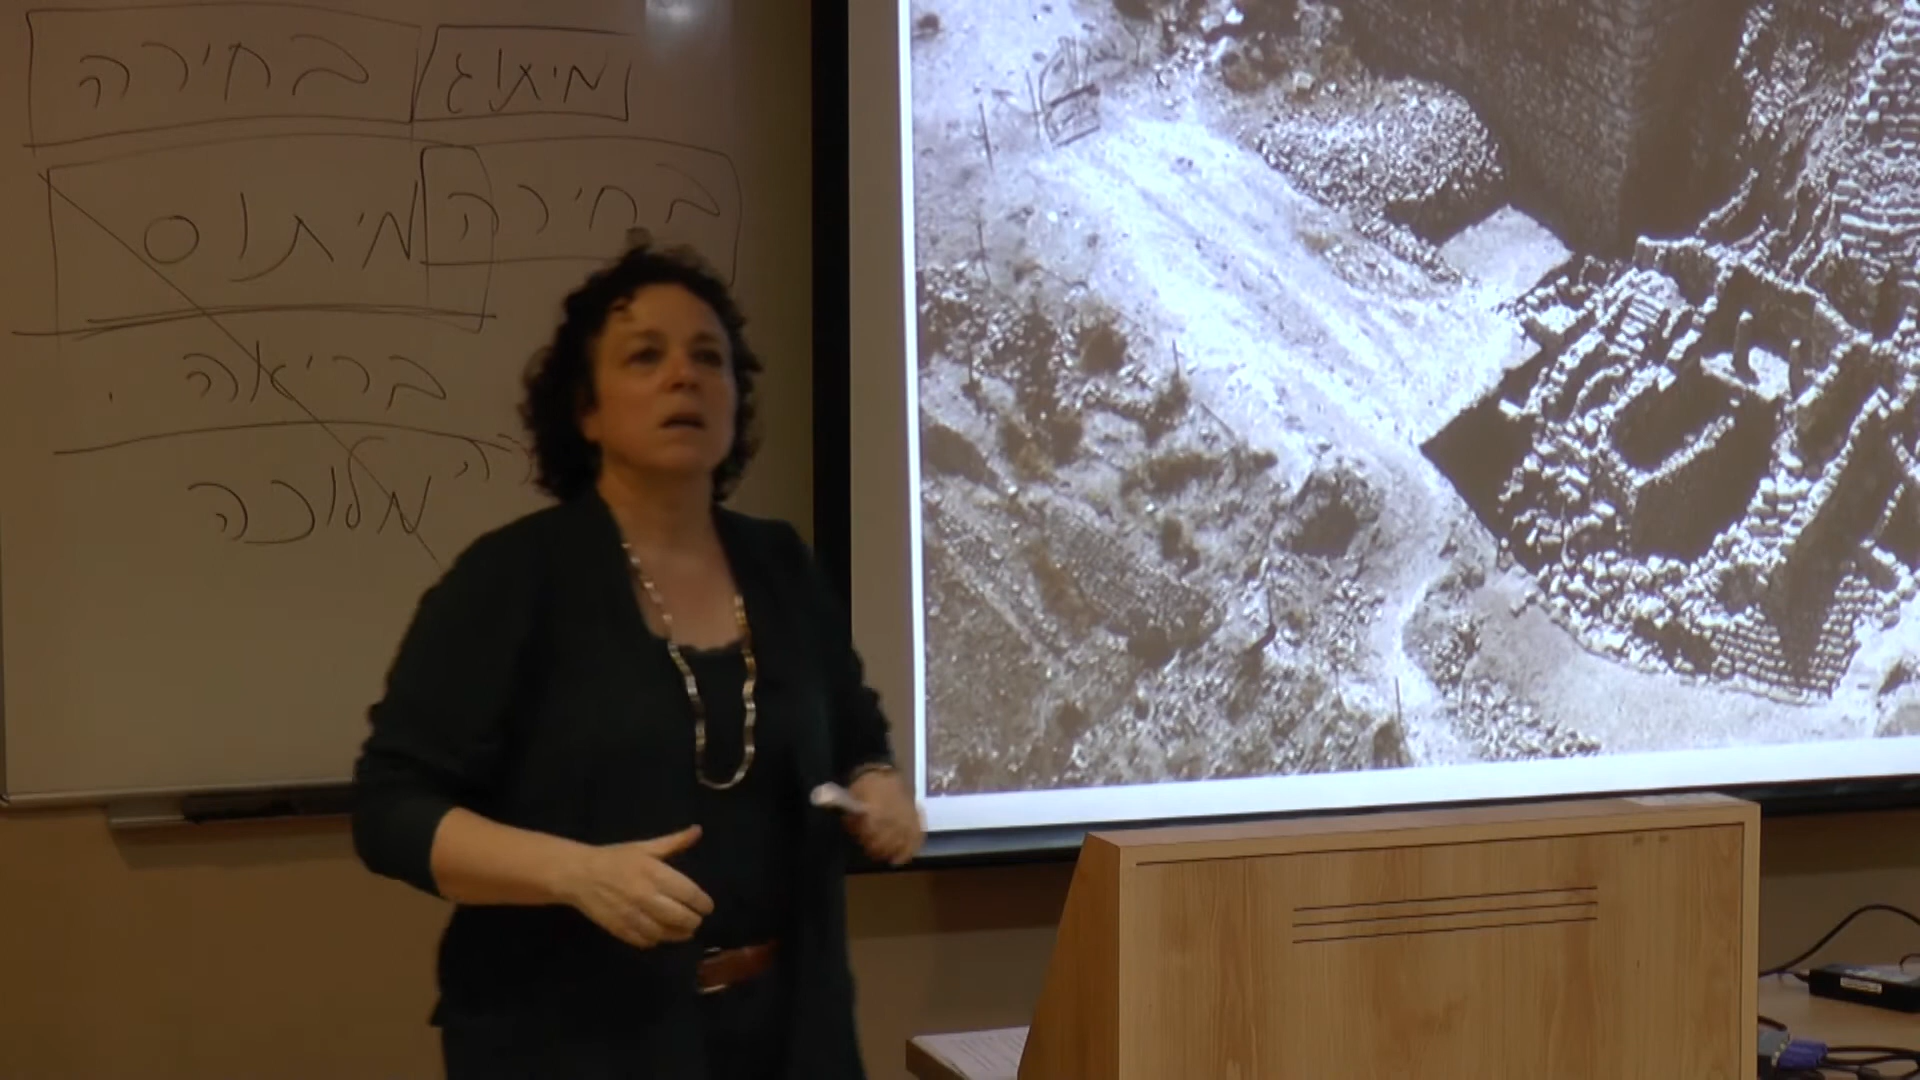 מיתוג בחירה
בחירה מיתוס
בריאה
מלוכה